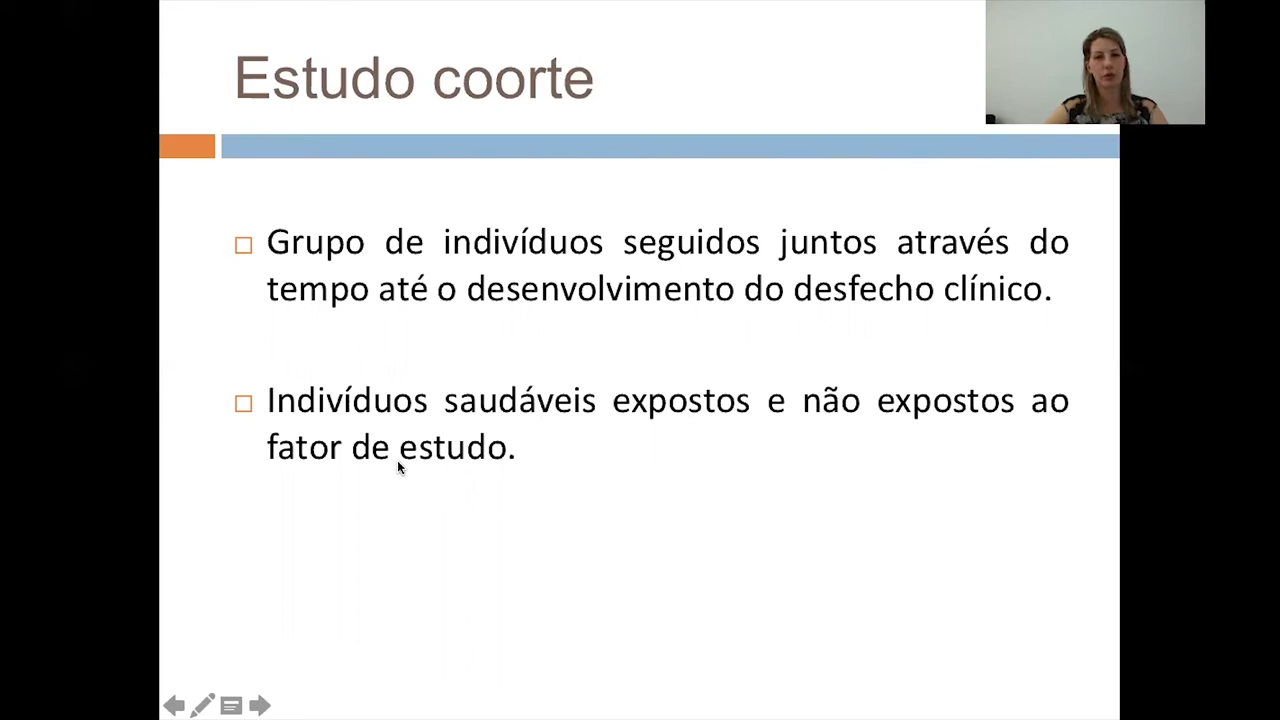 Estudo coorte
Grupo de indivíduos seguidos juntos através do
tempo até o desenvolvimento do desfecho clínico.
Indivíduos saudáveis expostos e não expostos ao
fator de estudo.